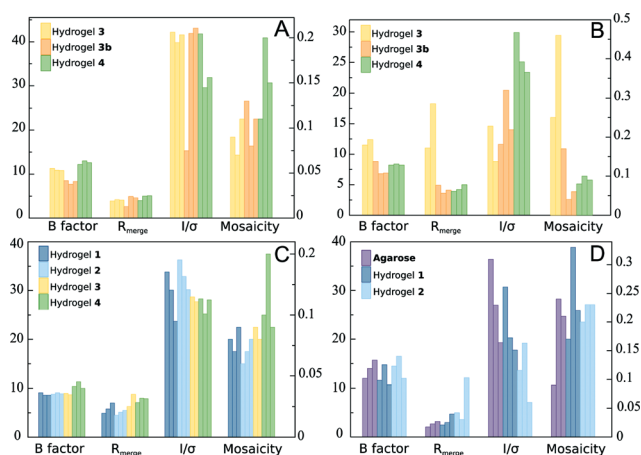 A
Hydrogel 3
Hydrogel 3b
Hydrogel 4
40
30
20
10
0
0.2
0.15
0.1
0.05
0
B factor R_merge I/σ Mosaicity
B
Hydrogel 3
Hydrogel 3b
Hydrogel 4
30
25
20
15
10
5
0
0.5
0.4
0.3
0.2
0.1
0
B factor R_merge I/σ Mosaicity
C
Hydrogel 1
Hydrogel 2
Hydrogel 3
Hydrogel 4
40
30
20
10
0
0.2
0.1
0.05
0
B factor R_merge I/σ Mosaicity
D
Agarose
Hydrogel 1
Hydrogel 2
40
30
20
10
0
0.3
0.25
0.2
0.15
0.1
0.05
0
B factor R_merge I/σ Mosaicity